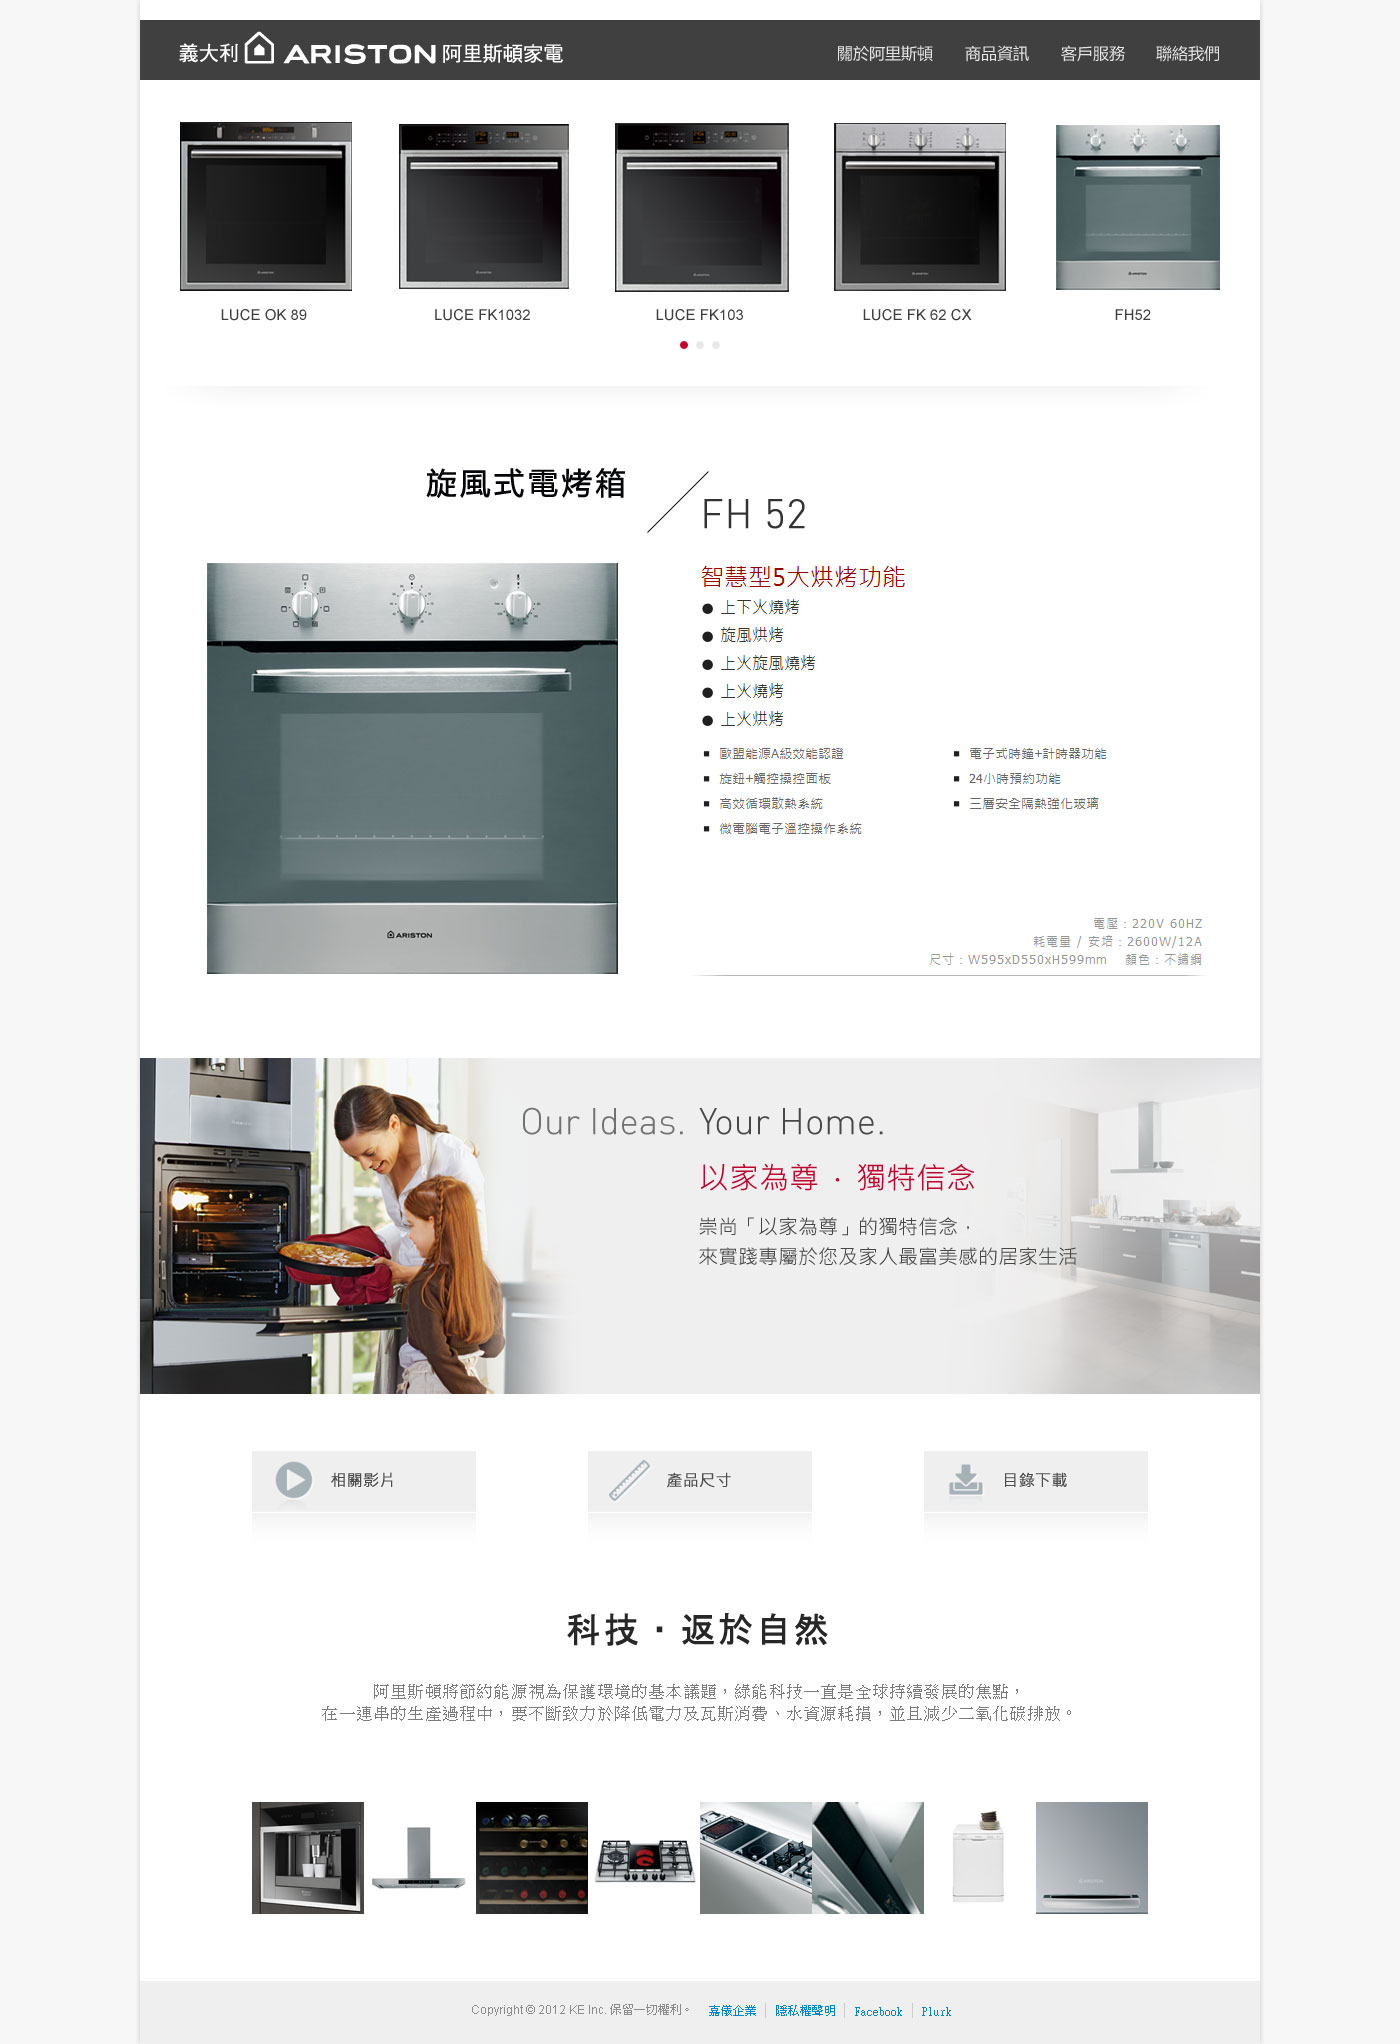 義大利 ARISTON 阿里斯頓家電
關於阿里斯頓 商品資訊 客戶服務 聯絡我們
LUCE OK 89
LUCE FK1032
LUCE FK103
LUCE FK 62 CX
FH52
旋風式電烤箱
FH 52
智慧型5大烘烤功能
● 上下火燒烤
● 旋風烘烤
● 上火旋風燒烤
● 上火燒烤
● 上火烘烤
▪ 歐盟能源A級效能認證
▪ 旋鈕+觸控操控面板
▪ 高效循環散熱系統
▪ 微電腦電子溫控操作系統
▪ 電子式時鐘+計時器功能
▪ 24小時預約功能
▪ 三層安全隔熱強化玻璃
ARISTON
電壓：220V 60HZ
耗電量 / 安培：2600W/12A
尺寸：W595xD550xH599mm 顏色：不鏽鋼
Our Ideas. Your Home.
以家為尊 ‧ 獨特信念
崇尚「以家為尊」的獨特信念，
來實踐專屬於您及家人最富美感的居家生活
相關影片
產品尺寸
目錄下載
科技‧返於自然
阿里斯頓將節約能源視為保護環境的基本議題，綠能科技一直是全球持續發展的焦點，
在一連串的生產過程中，要不斷致力於降低電力及瓦斯消費、水資源耗損，並且減少二氧化碳排放。
ARISTON
Copyright © 2012 KE Inc. 保留一切權利。 嘉儀企業 隱私權聲明 Facebook Plurk